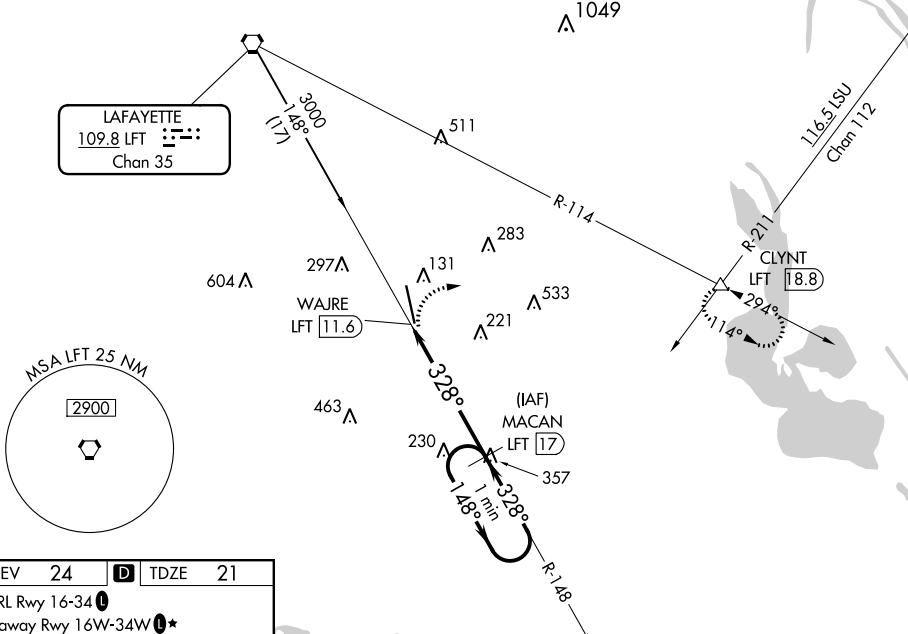 1049
LAFAYETTE
109.8 LFT
Chan 35
3000
148°
(17)
511
R-114
116.5 LSU
Chan 112
R-211
CLYNT
LFT 18.8
294°
114°
283
297
131
604
533
WAJRE
LFT 11.6
221
328°
MSA LFT 25 NM
2900
463
(IAF)
MACAN
LFT 17
230
357
1 min
328°
148°
R-148
EV 24 D TDZE 21
RL Rwy 16-34 L
away Rwy 16W-34W L★